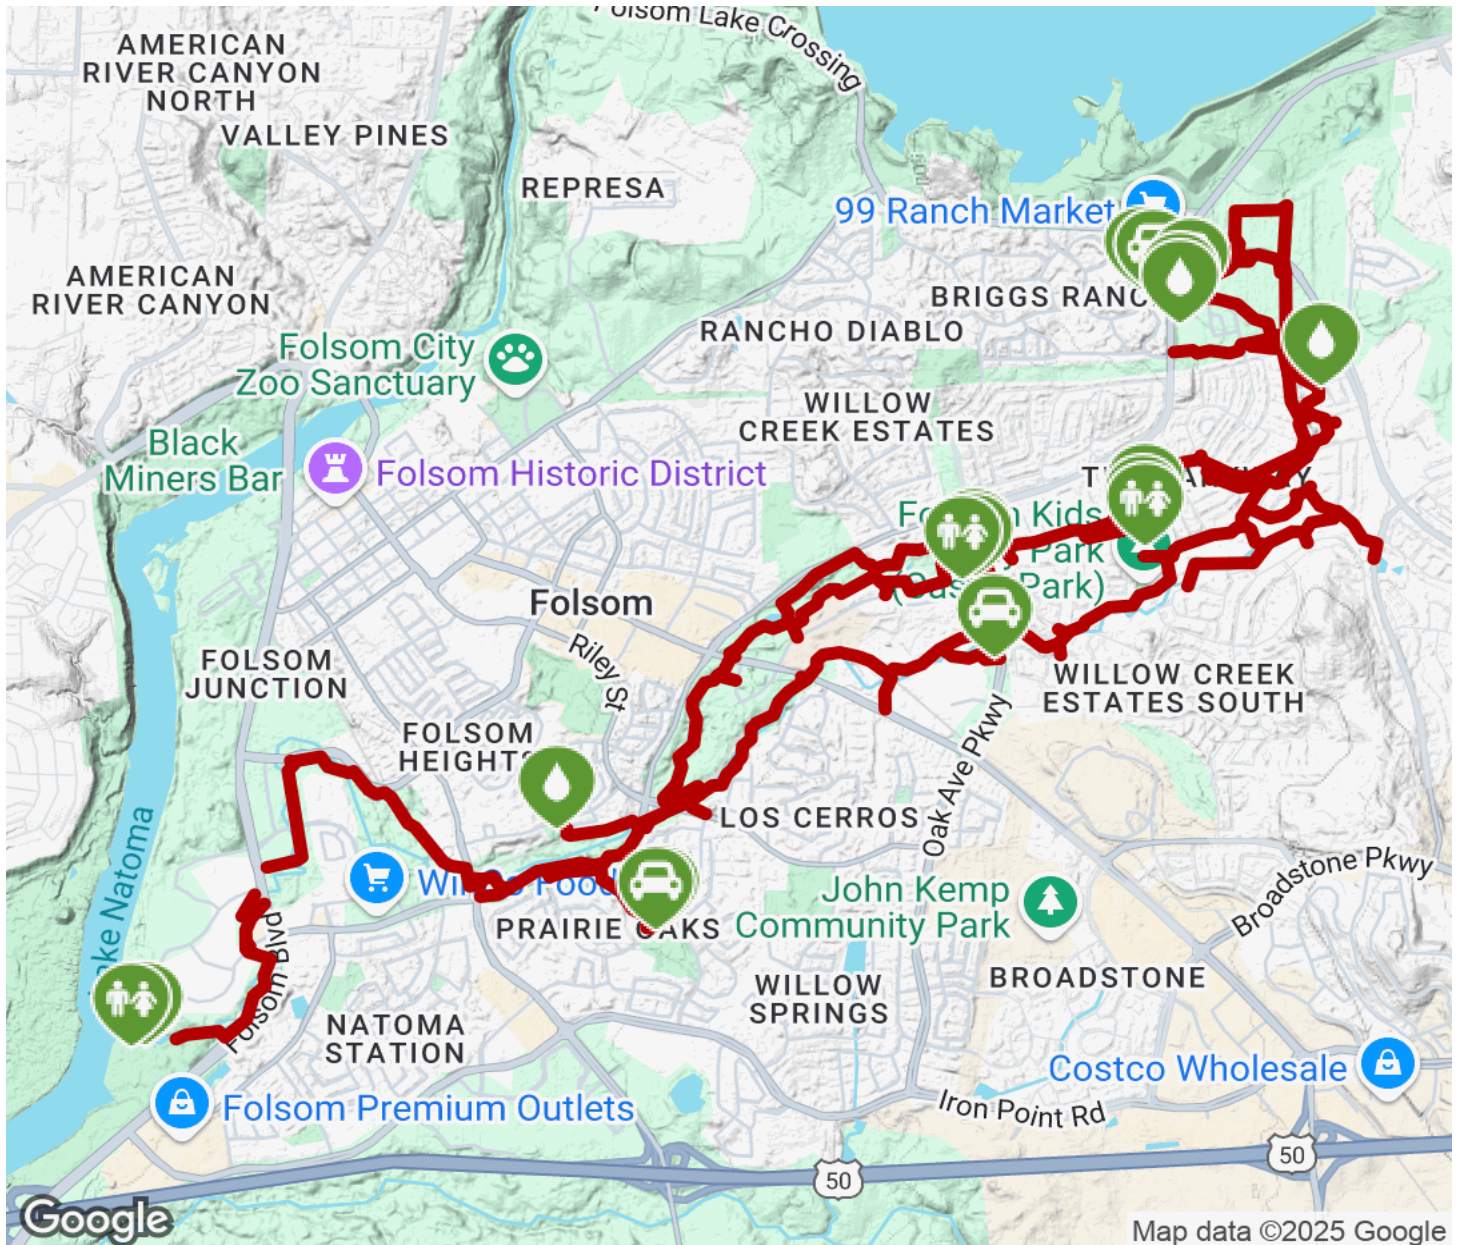 Folsom Lake Crossing
AMERICAN
RIVER CANYON
NORTH
VALLEY PINES
REPRESA
99 Ranch Market
AMERICAN
RIVER CANYON
BRIGGS RANC
RANCHO DIABLO
Folsom City
Zoo Sanctuary
WILLOW
CREEK ESTATES
Black
Miners Bar
Folsom Historic District
Kids
Park
Park)
Folsom
Riley St
FOLSOM
JUNCTION
WILLOW CREEK
ESTATES SOUTH
FOLSOM
HEIGHTS
Oak Ave Pkwy
LOS CERROS
Lake Natoma
Broadstone Pkwy
John Kemp
Community Park
PRAIRIE OAKS
Folsom Blvd
WILLOW
SPRINGS
BROADSTONE
NATOMA
STATION
Costco Wholesale
Folsom Premium Outlets
Iron Point Rd
50
50
Google
Map data ©2025 Google